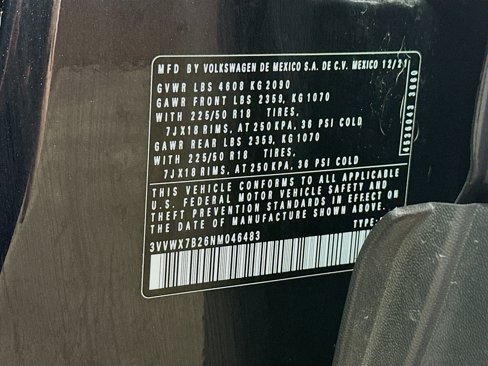 MFD BY VOLKSWAGEN DE MEXICO S.A. DE C.V. MEXICO 12/21
GVWR LBS 4608 KG 2090
GAWR FRONT LBS 2359, KG 1070
WITH 225/50 R18 TIRES,
7JX18 RIMS, AT 250 KPA, 36 PSI COLD
GAWR REAR LBS 2359, KG 1070
WITH 225/50 R18 TIRES,
7JX18 RIMS, AT 250 KPA, 36 PSI COLD
THIS VEHICLE CONFORMS TO ALL APPLICABLE
U.S. FEDERAL MOTOR VEHICLE SAFETY AND
THEFT PREVENTION STANDARDS IN EFFECT ON
THE DATE OF MANUFACTURE SHOWN ABOVE.
TYPE:
3VVWX7B26NM046483